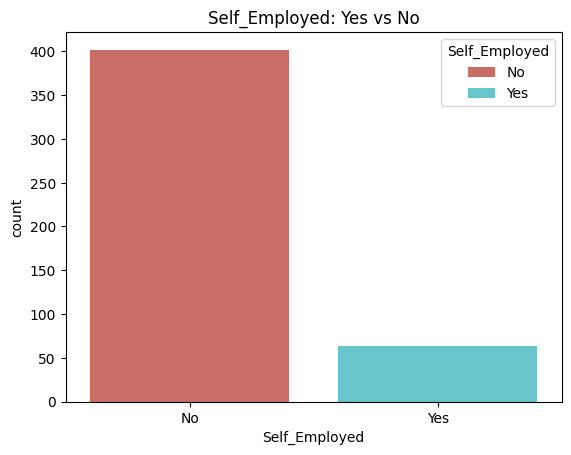 Self_Employed: Yes vs No
Self_Employed
No
Yes
400
350
300
250
200
150
100
50
0
count
No
Yes
Self_Employed